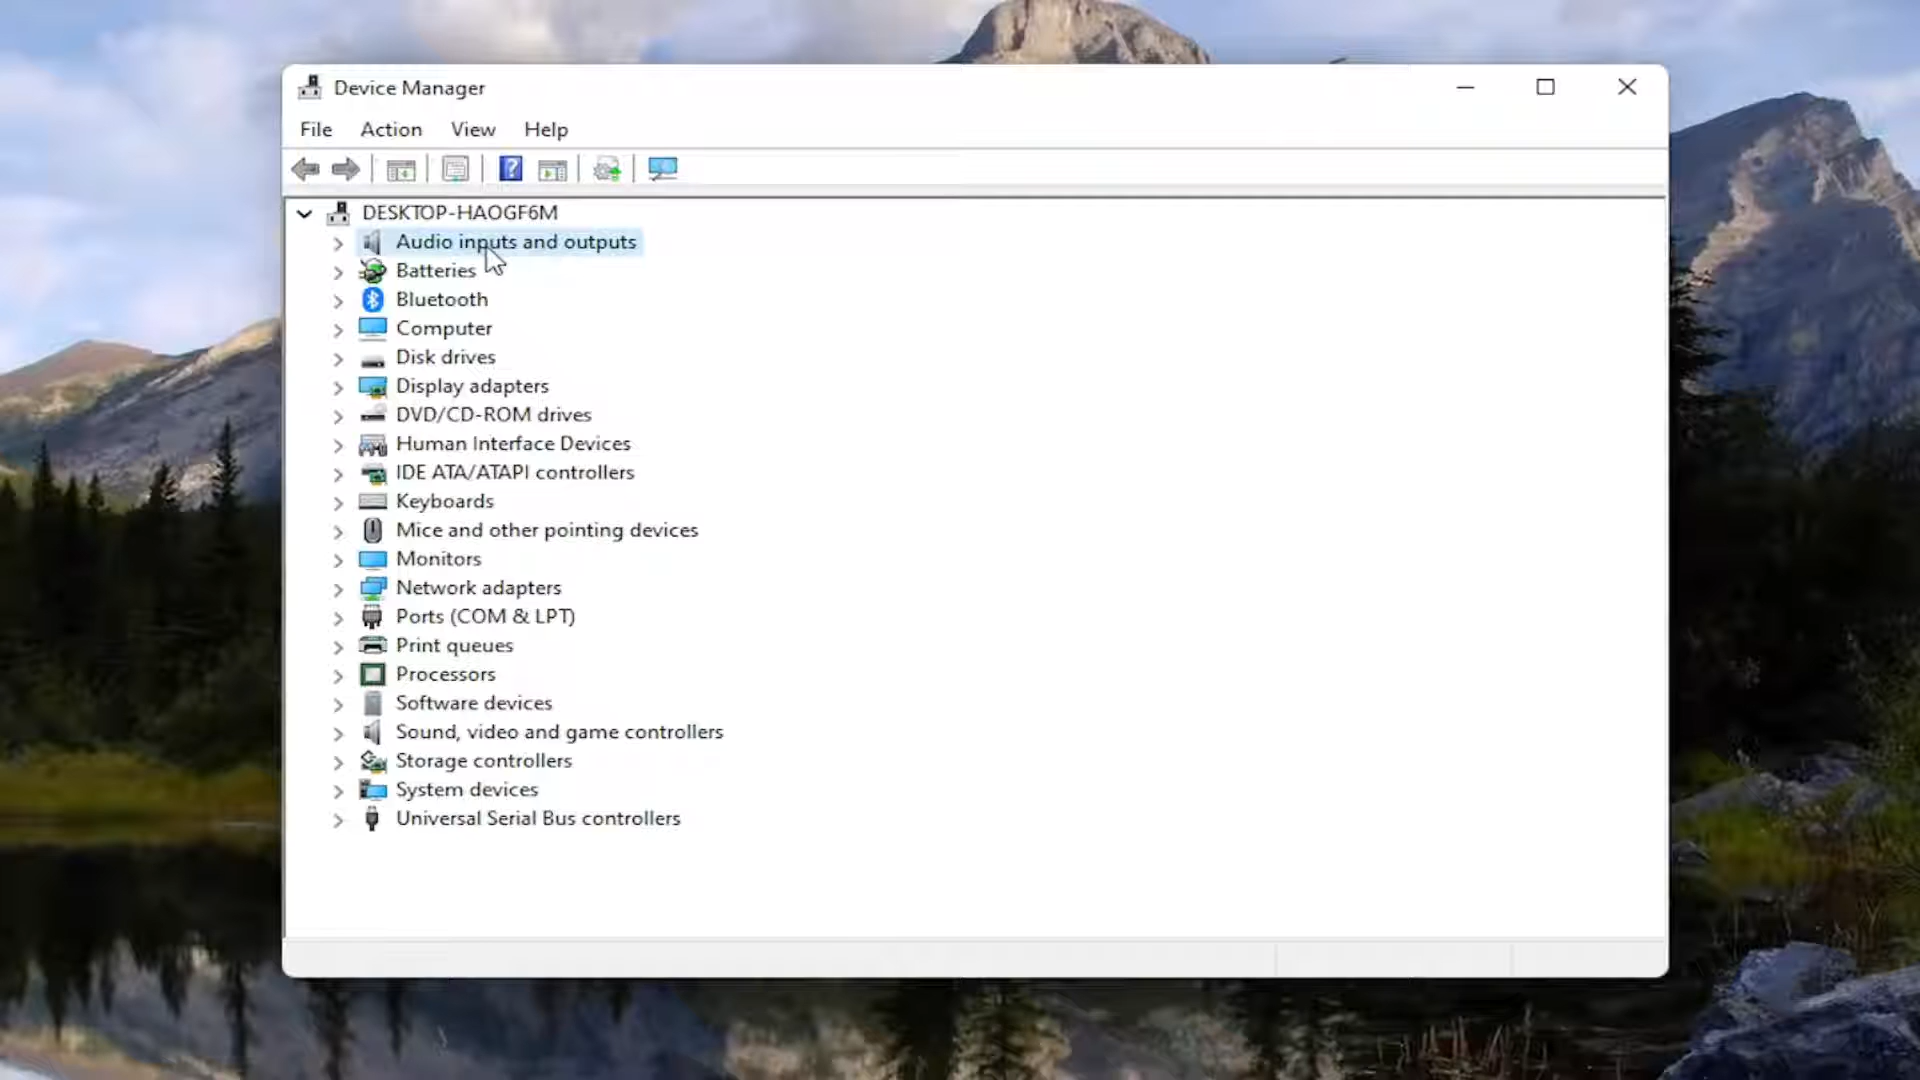 Device Manager
File Action View Help
DESKTOP-HAOGF6M
Audio inputs and outputs
Batteries
Bluetooth
Computer
Disk drives
Display adapters
DVD/CD-ROM drives
Human Interface Devices
IDE ATA/ATAPI controllers
Keyboards
Mice and other pointing devices
Monitors
Network adapters
Ports (COM & LPT)
Print queues
Processors
Software devices
Sound, video and game controllers
Storage controllers
System devices
Universal Serial Bus controllers